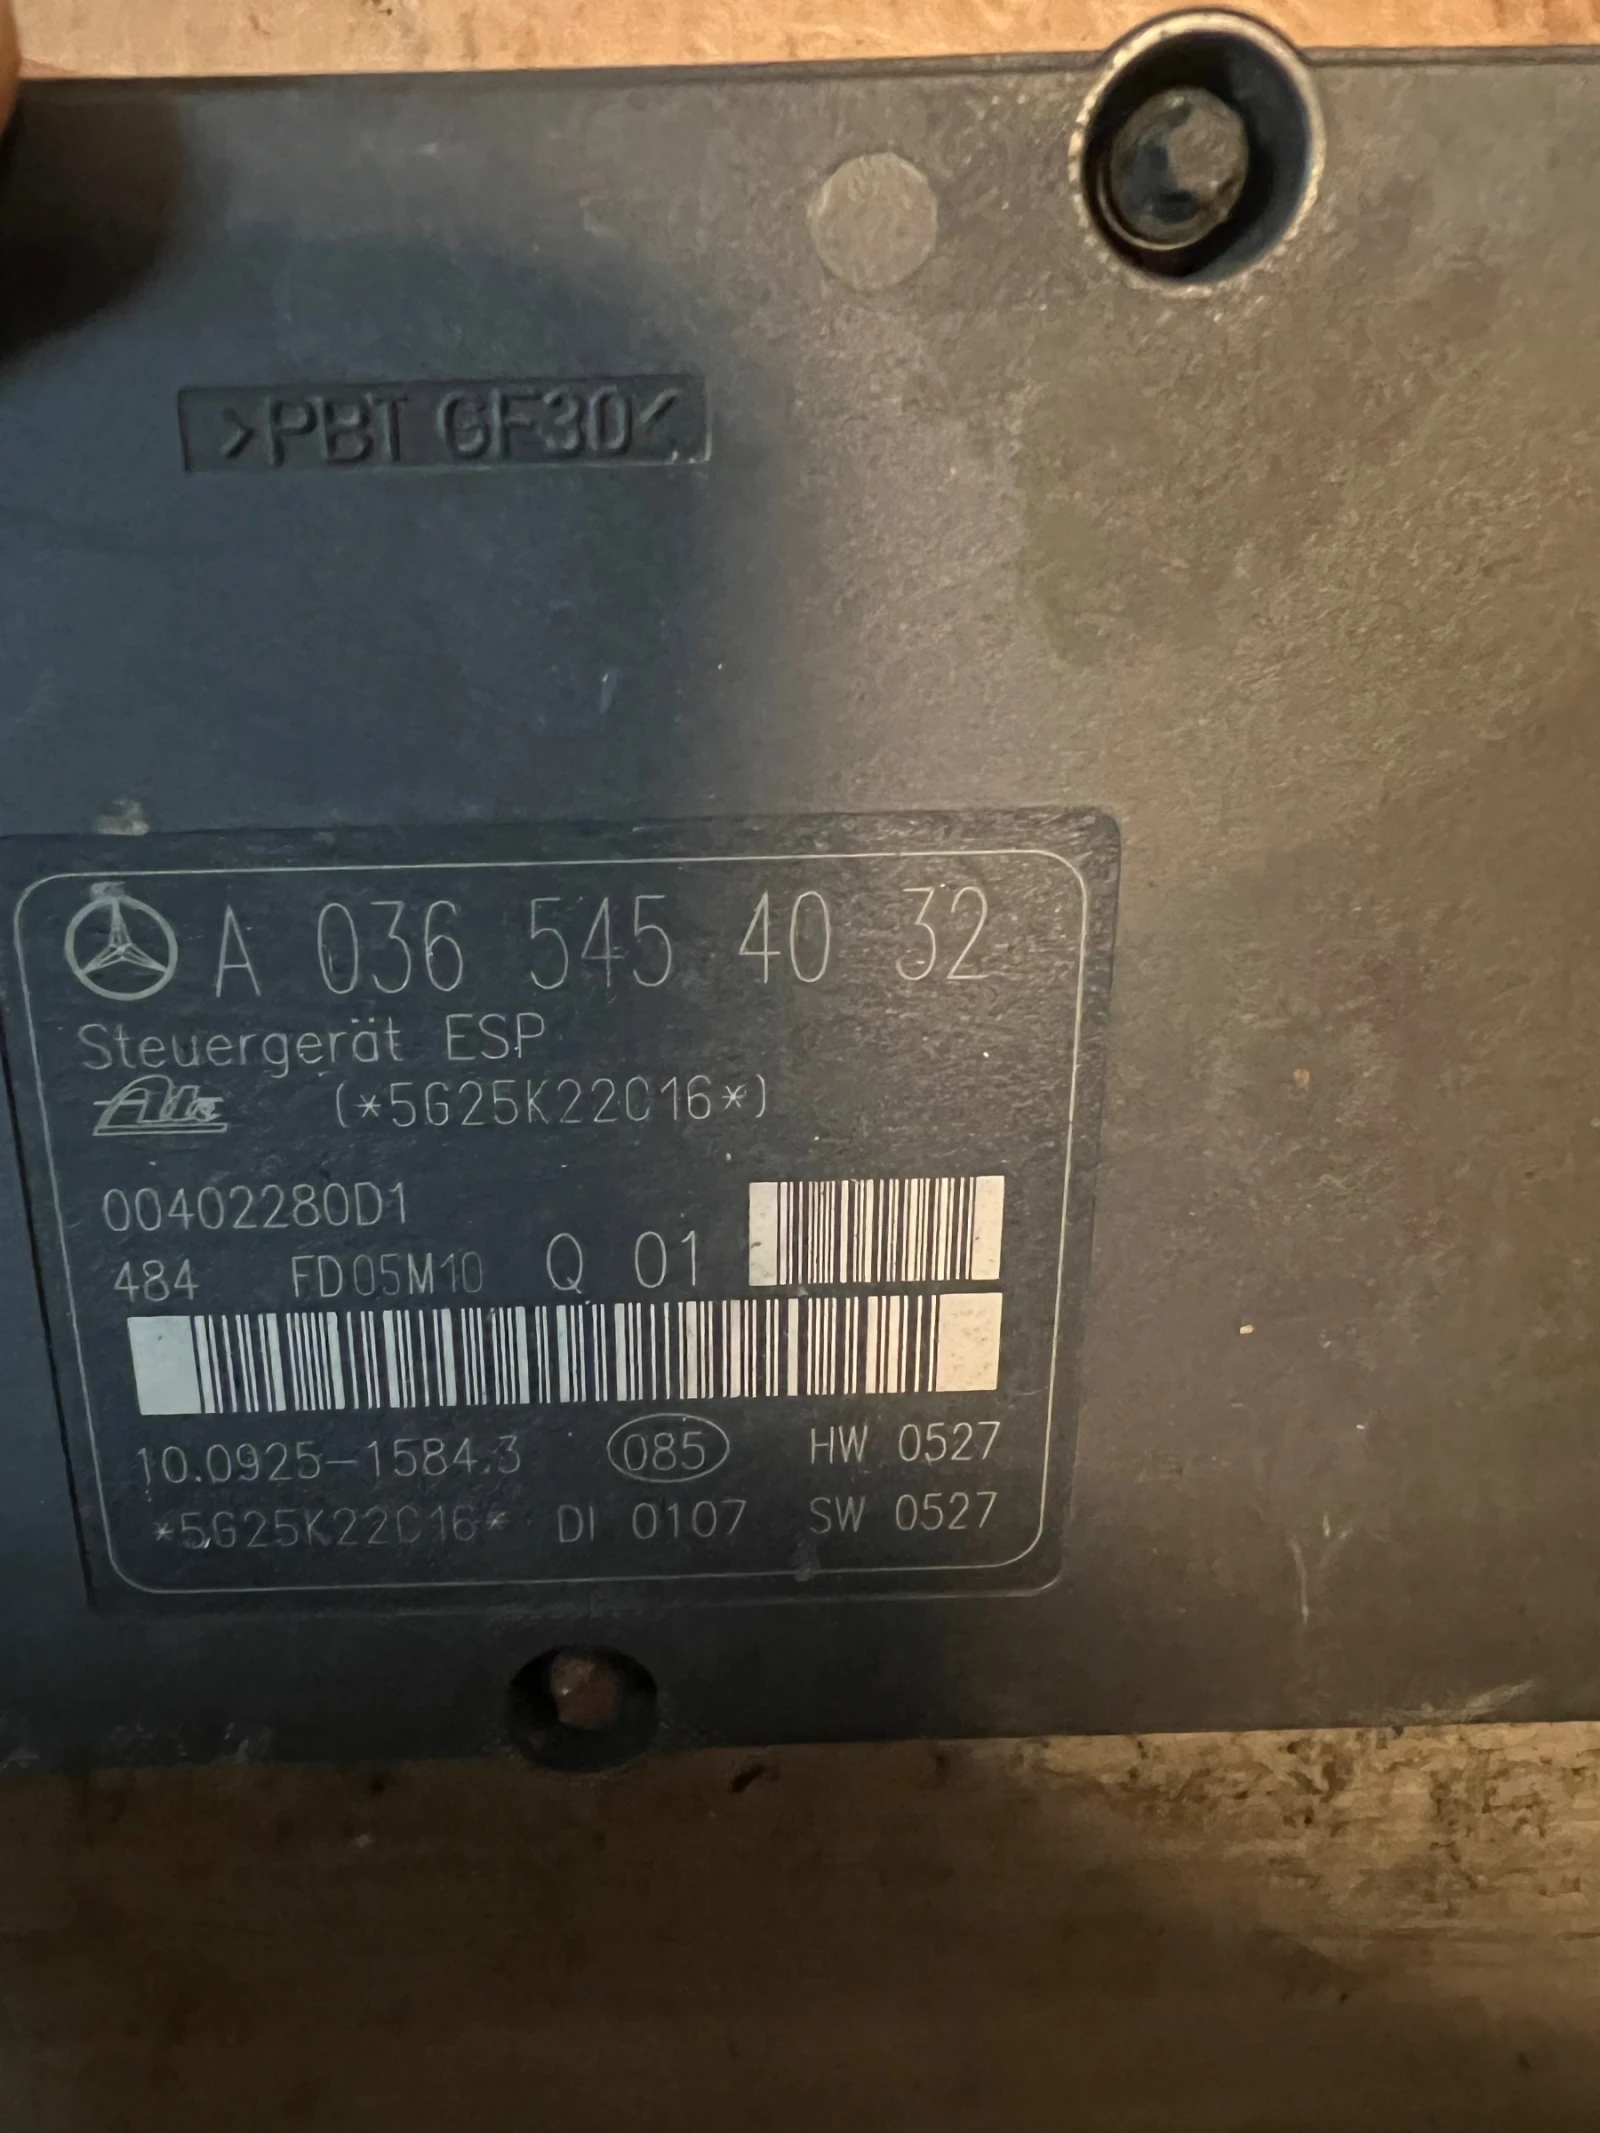 >PBT GF30<
A 036 545 40 32
Steuergerät ESP
Ate (*5G25K22C16*)
00402280D1
484 FD05M10 Q 01
10.0925-1584.3 085 HW 0527
*5G25K22C16* DI 0107 SW 0527